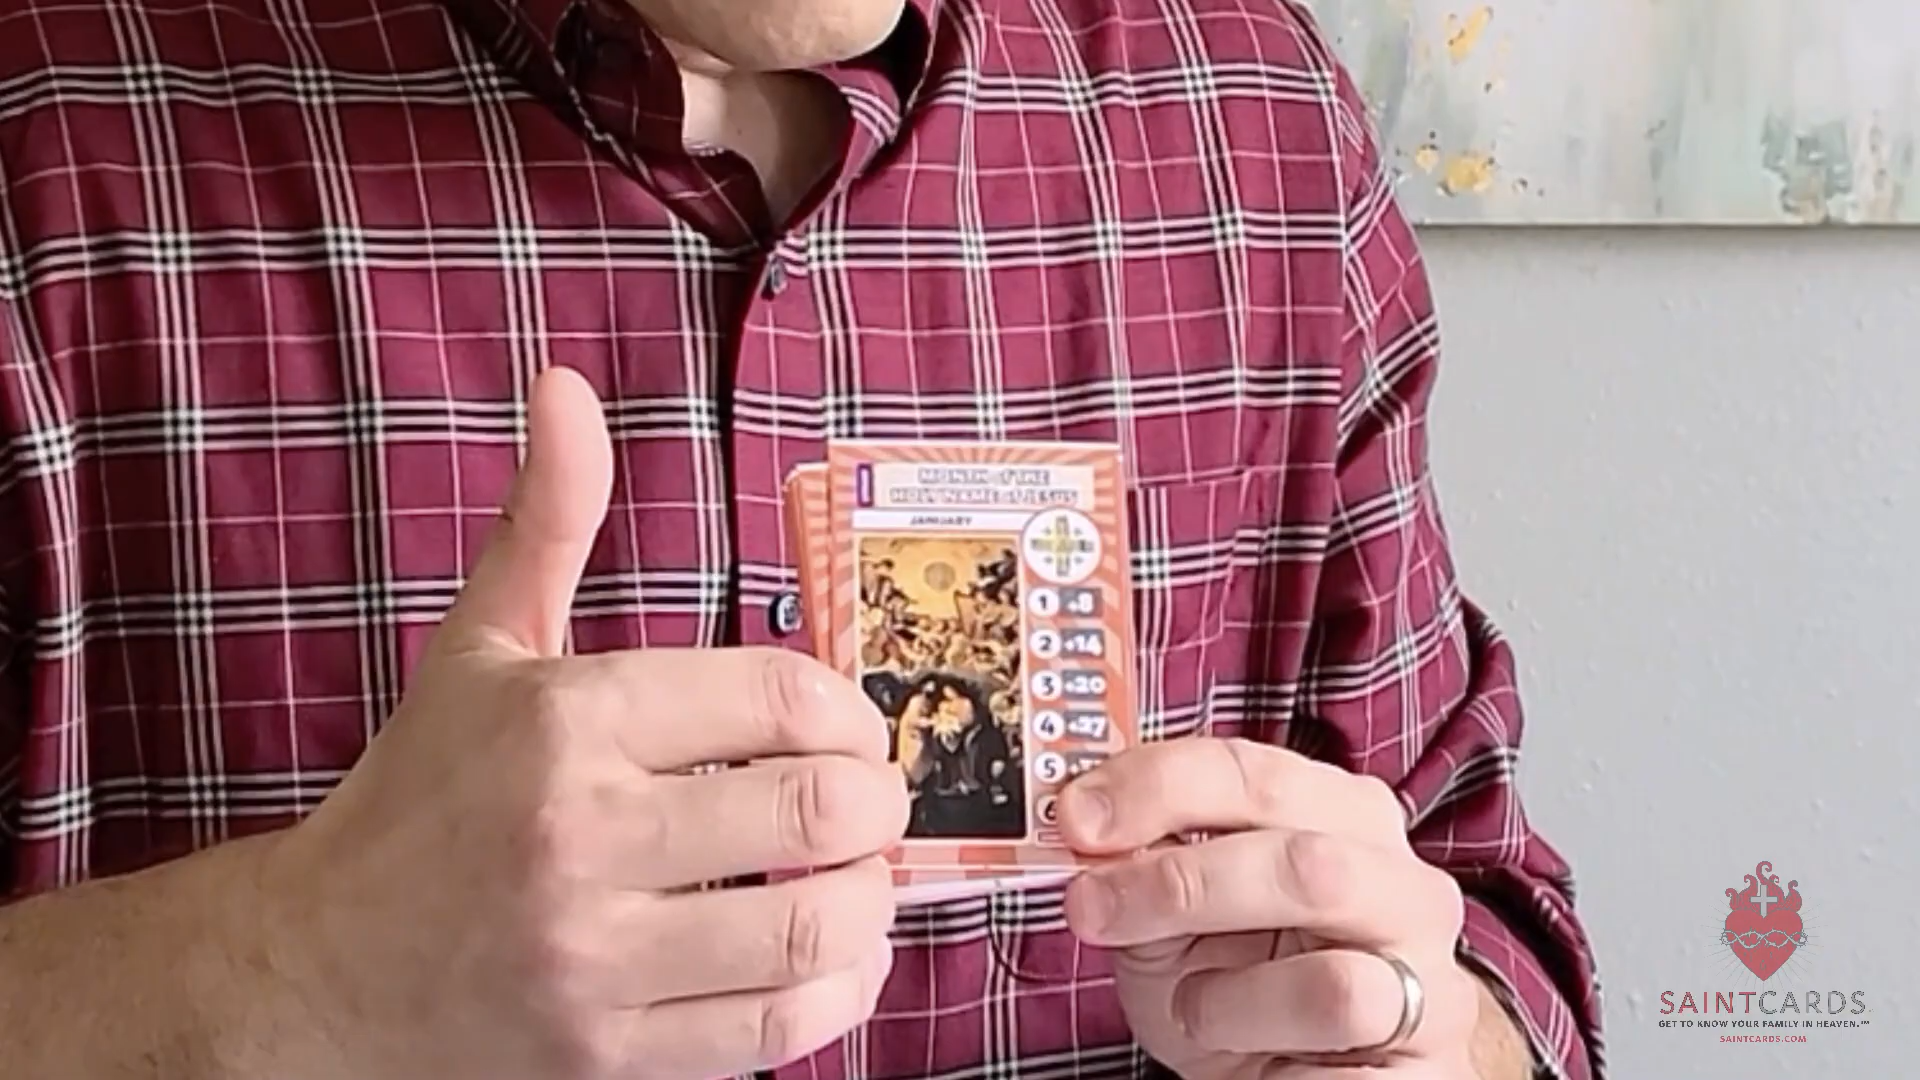 MONTH of THE
HOLY NAME of JESUS
JANUARY
1 +8
2 +14
3 +20
4 +27
5
6
SAINTCARDS
GET TO KNOW YOUR FAMILY IN HEAVEN.™
SAINTCARDS.COM